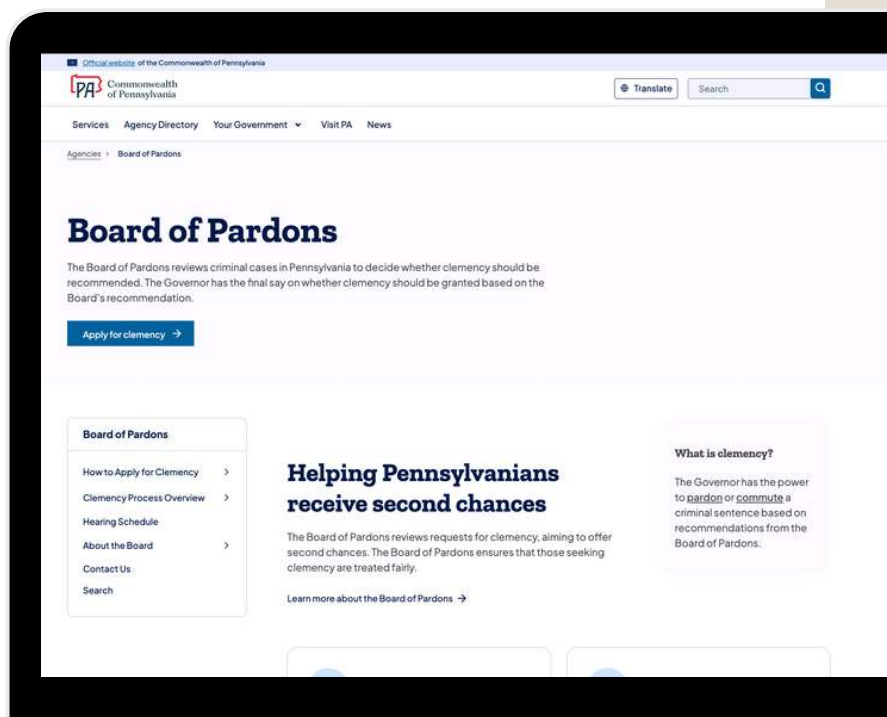 Official website of the Commonwealth of Pennsylvania
PA Commonwealth
of Pennsylvania
Translate
Search
Services Agency Directory Your Government Visit PA News
Agencies > Board of Pardons
Board of Pardons
The Board of Pardons reviews criminal cases in Pennsylvania to decide whether clemency should be
recommended. The Governor has the final say on whether clemency should be granted based on the
Board's recommendation.
Apply for clemency →
Board of Pardons
How to Apply for Clemency >
Clemency Process Overview >
Hearing Schedule
About the Board >
Contact Us
Search
Helping Pennsylvanians
receive second chances
The Board of Pardons reviews requests for clemency, aiming to offer
second chances. The Board of Pardons ensures that those seeking
clemency are treated fairly.
Learn more about the Board of Pardons →
What is clemency?
The Governor has the power
to pardon or commute a
criminal sentence based on
recommendations from the
Board of Pardons.